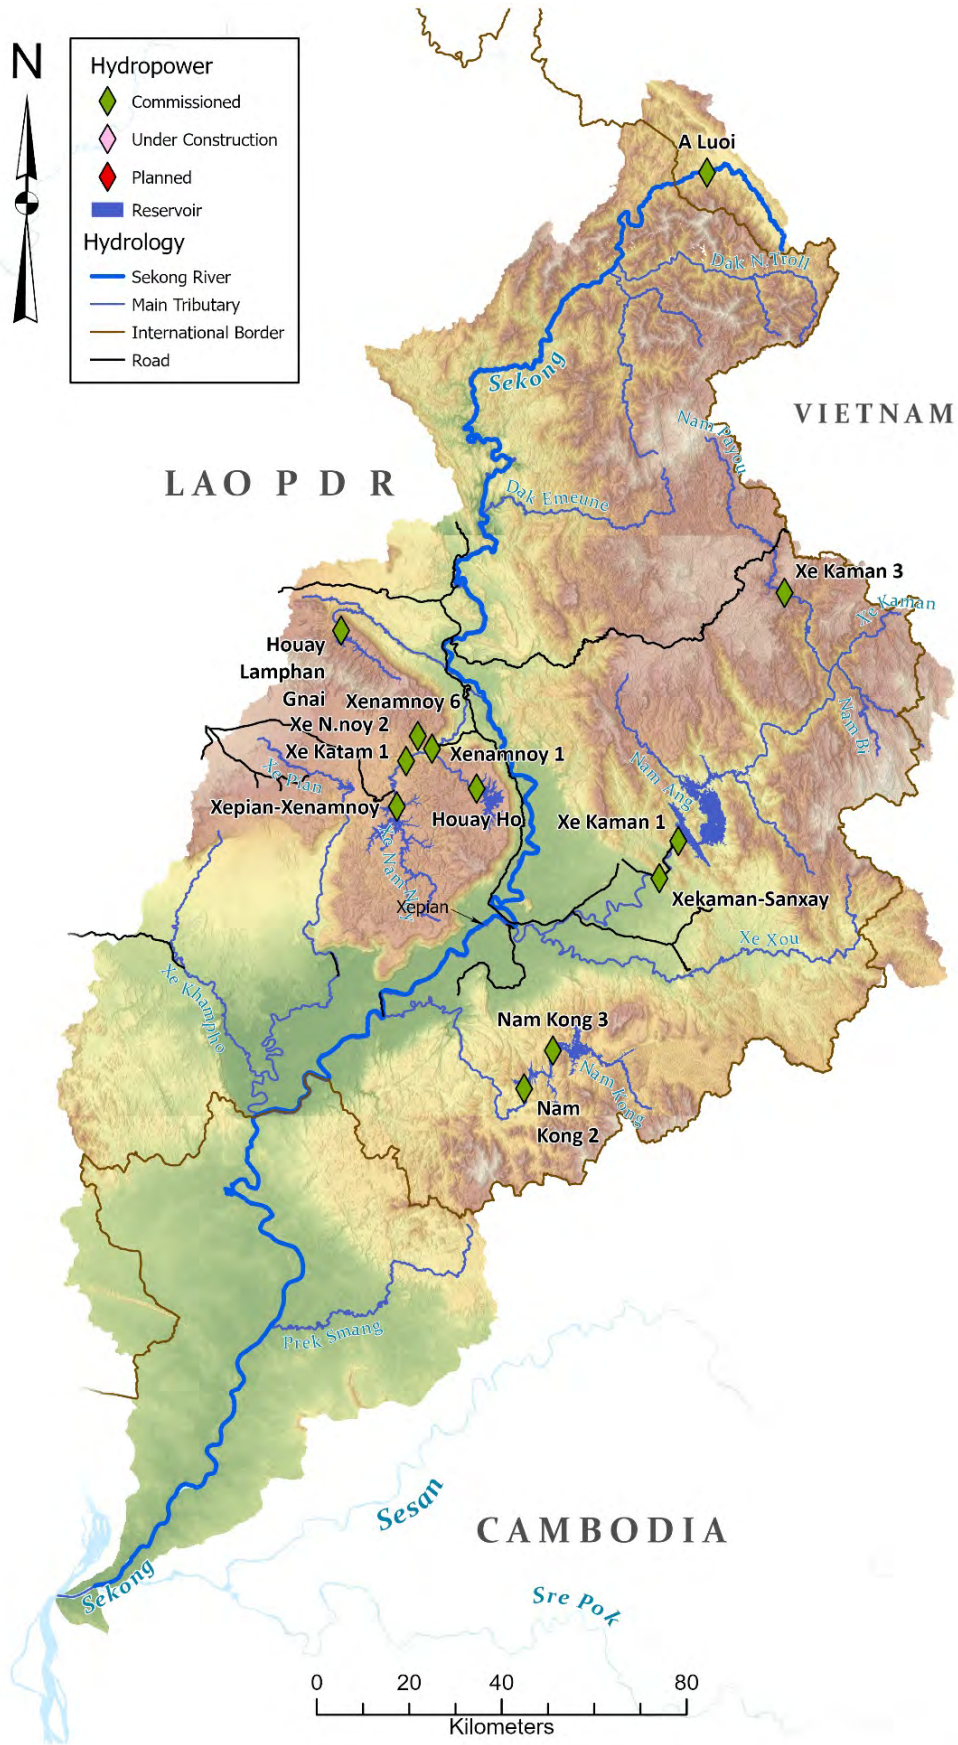 N
Hydropower
Commissioned
Under Construction
Planned
Reservoir
Hydrology
Sekong River
Main Tributary
International Border
Road
A Luoi
Dak N.Troll
Sekong
VIETNAM
Nam Payou
LAO P D R
Dak Emeune
Xe Kaman 3
Xe Kaman
Houay
Lamphan
Gnai
Xenamnoy 6
Xe N.noy 2
Xe Katam 1
Xenamnoy 1
Nam Bi
Xe Pian
Nam Ang
Xepian-Xenamnoy
Houay Ho
Xe Kaman 1
Xe Nam Noy
Xekaman-Sanxay
Xepian
Xe Xou
Xe Khampho
Nam Kong 3
Nam Kong
Nam
Kong 2
Prek Smang
Sesan
CAMBODIA
Sekong
Sre Pok
0 20 40 80
Kilometers